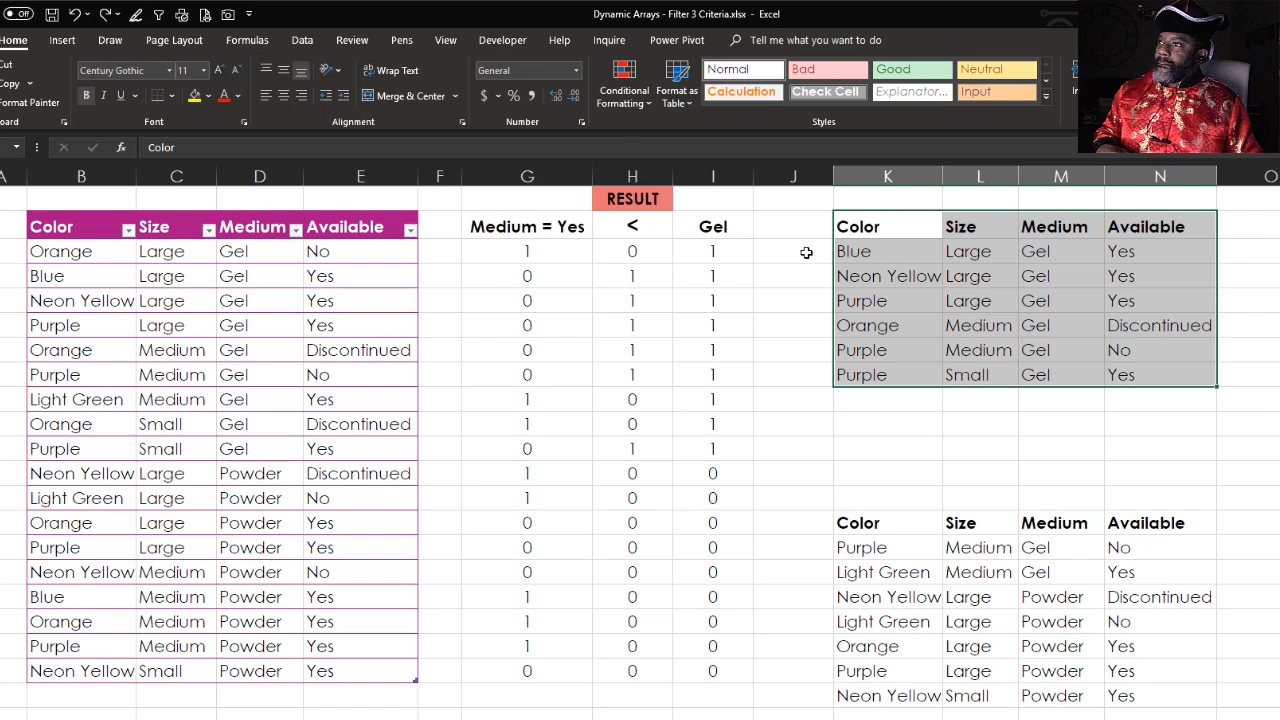 Off
Dynamic Arrays - Filter 3 Criteria.xlsx - Excel
Home Insert Draw Page Layout Formulas Data Review Pens View Developer Help Inquire Power Pivot Tell me what you want to do
Cut
Copy
Format Painter
Century Gothic 11
B I U
Wrap Text
Merge & Center
General
$ %
Conditional Formatting
Format as Table
Normal Bad Good Neutral
Calculation Check Cell Explanator... Input
Font Alignment Number Styles
fx Color
A B C D E F G H I J K L M N O
RESULT
Color Size Medium Available Medium = Yes < Gel Color Size Medium Available
Orange Large Gel No 1 0 1 Blue Large Gel Yes
Blue Large Gel Yes 0 1 1 Neon Yellow Large Gel Yes
Neon Yellow Large Gel Yes 0 1 1 Purple Large Gel Yes
Purple Large Gel Yes 0 1 1 Orange Medium Gel Discontinued
Orange Medium Gel Discontinued 0 1 1 Purple Medium Gel No
Purple Medium Gel No 0 1 1 Purple Small Gel Yes
Light Green Medium Gel Yes 1 0 1
Orange Small Gel Discontinued 1 0 1
Purple Small Gel Yes 0 1 1
Neon Yellow Large Powder Discontinued 1 0 0
Light Green Large Powder No 1 0 0
Orange Large Powder Yes 0 0 0 Color Size Medium Available
Purple Large Powder Yes 0 0 0 Purple Medium Gel No
Neon Yellow Medium Powder No 0 0 0 Light Green Medium Gel Yes
Blue Medium Powder Yes 1 0 0 Neon Yellow Large Powder Discontinued
Orange Medium Powder Yes 1 0 0 Light Green Large Powder No
Purple Medium Powder Yes 1 0 0 Orange Large Powder Yes
Neon Yellow Small Powder Yes 0 0 0 Purple Large Powder Yes
Neon Yellow Small Powder Yes